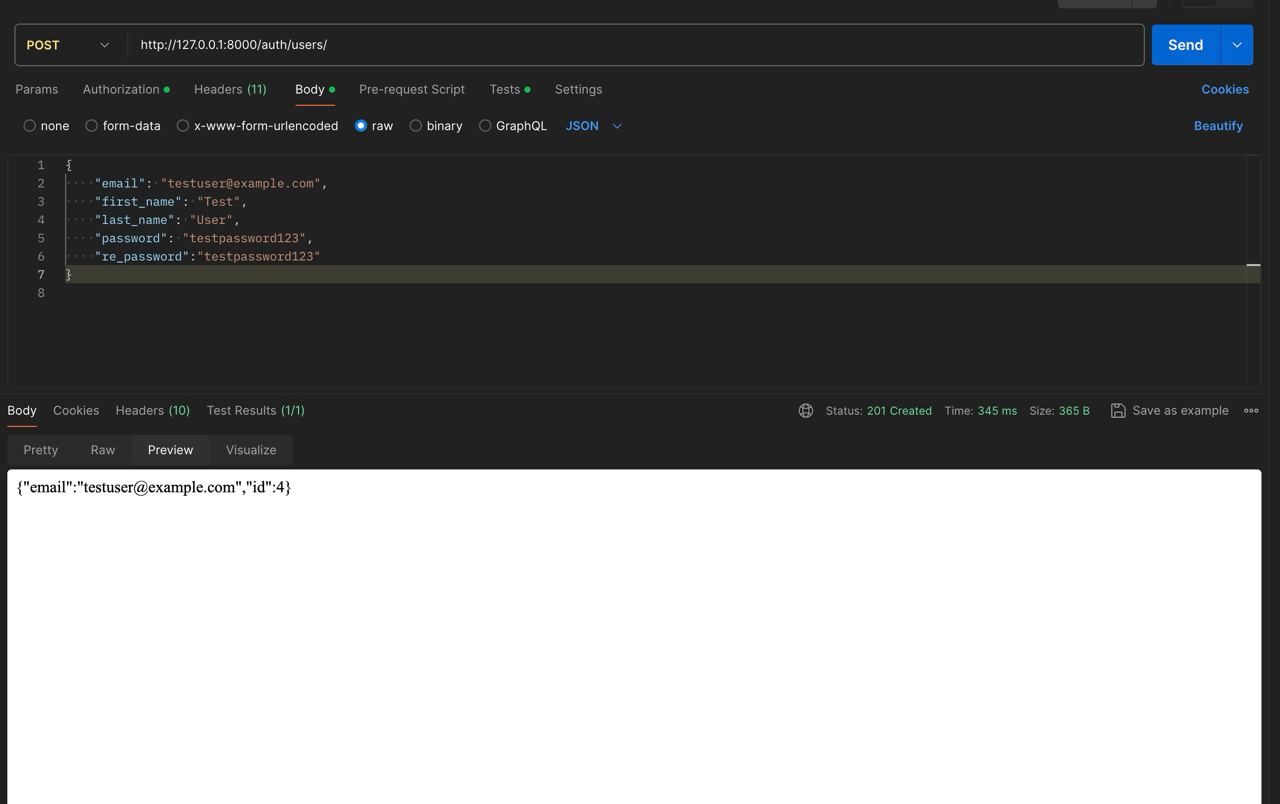 POST http://127.0.0.1:8000/auth/users/ Send
Params Authorization Headers (11) Body Pre-request Script Tests Settings Cookies
none form-data x-www-form-urlencoded raw binary GraphQL JSON Beautify
1 {
2 ····"email":·"testuser@example.com",
3 ····"first_name":·"Test",
4 ····"last_name":·"User",
5 ····"password":·"testpassword123",
6 ····"re_password":"testpassword123"
7 }
8
Body Cookies Headers (10) Test Results (1/1) Status: 201 Created Time: 345 ms Size: 365 B Save as example
Pretty Raw Preview Visualize
{"email":"testuser@example.com","id":4}